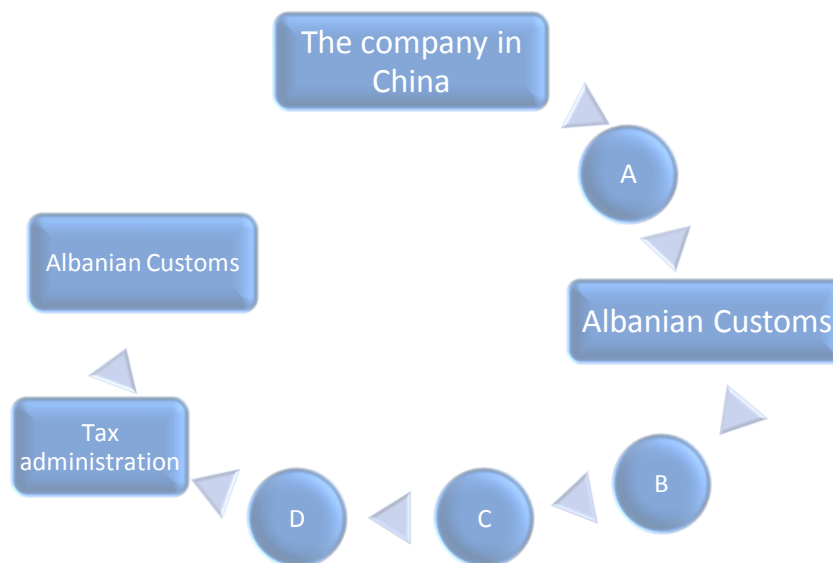 The company in
China
A
Albanian Customs
Albanian Customs
B
C
D
Tax
administration